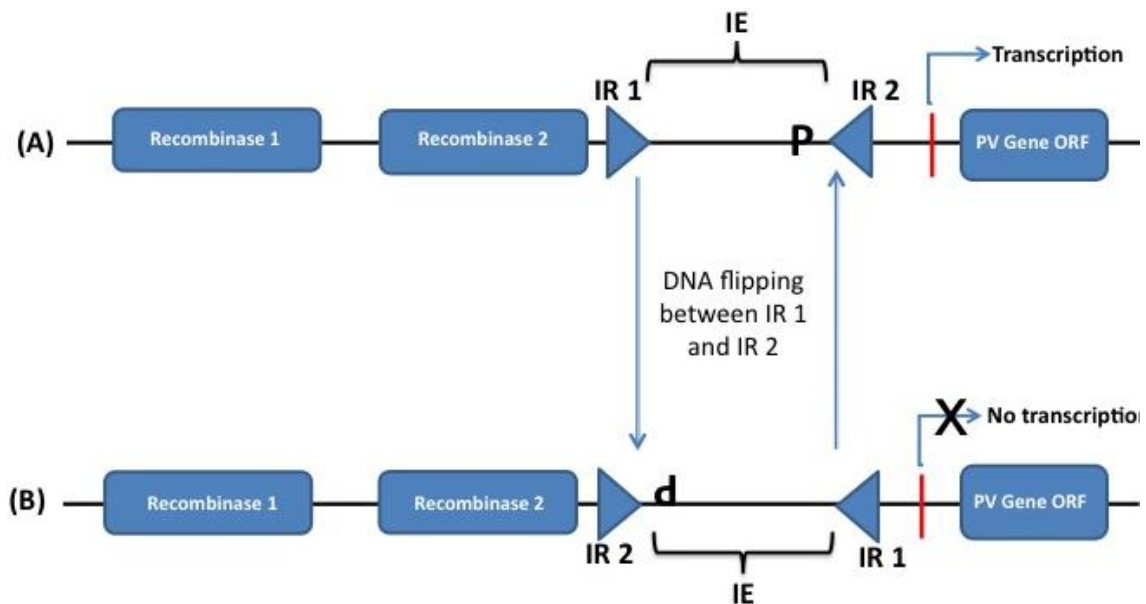 IE
IR 1
IR 2
Transcription
(A)
Recombinase 1
Recombinase 2
P
PV Gene ORF
DNA flipping
between IR 1
and IR 2
X
No transcription
(B)
Recombinase 1
Recombinase 2
d
PV Gene ORF
IR 2
IR 1
IE